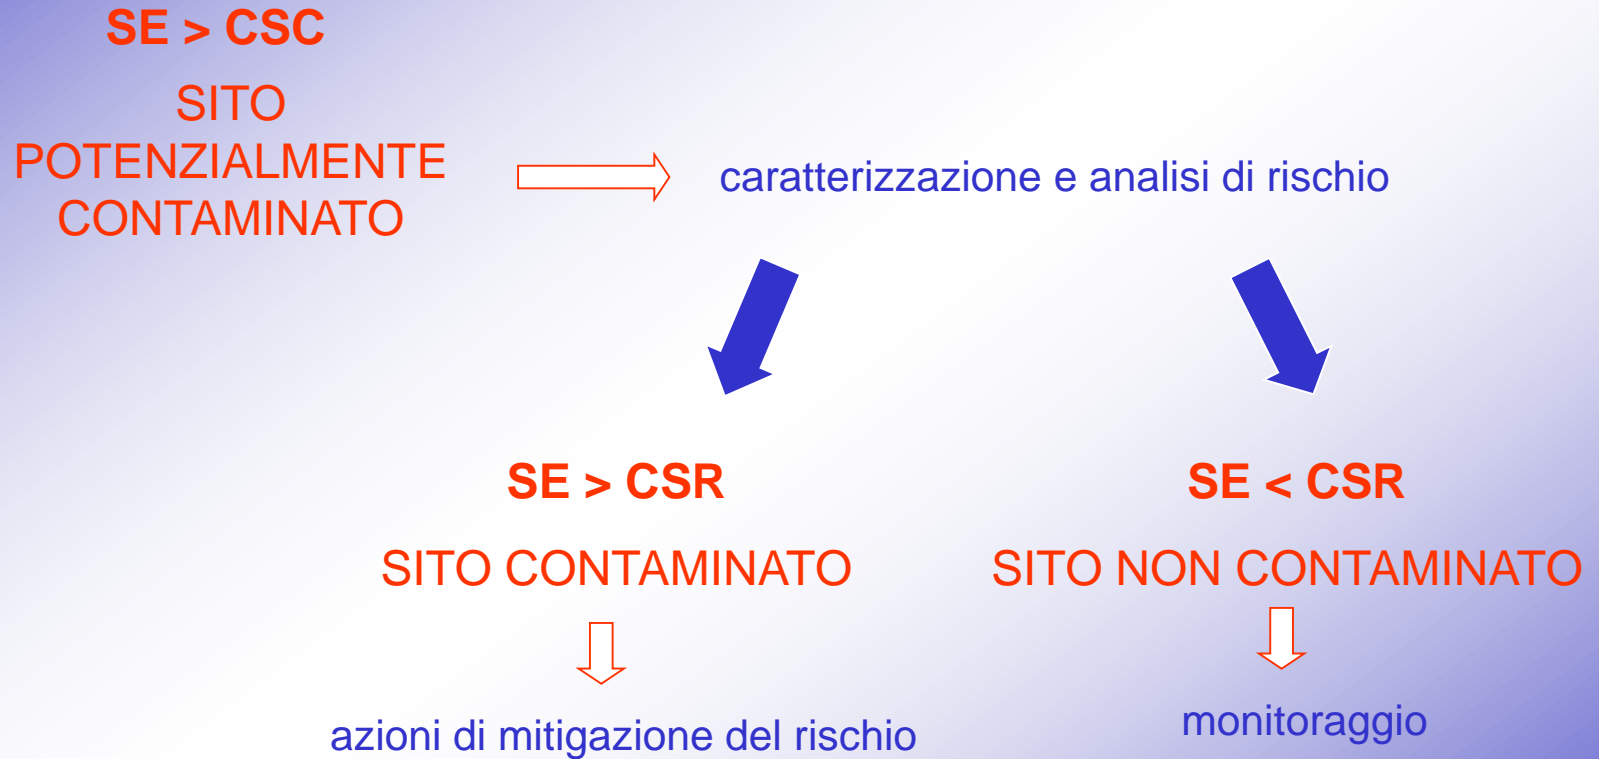 SE > CSC
SITO
POTENZIALMENTE
CONTAMINATO
caratterizzazione e analisi di rischio
SE > CSR
SITO CONTAMINATO
azioni di mitigazione del rischio
SE < CSR
SITO NON CONTAMINATO
monitoraggio